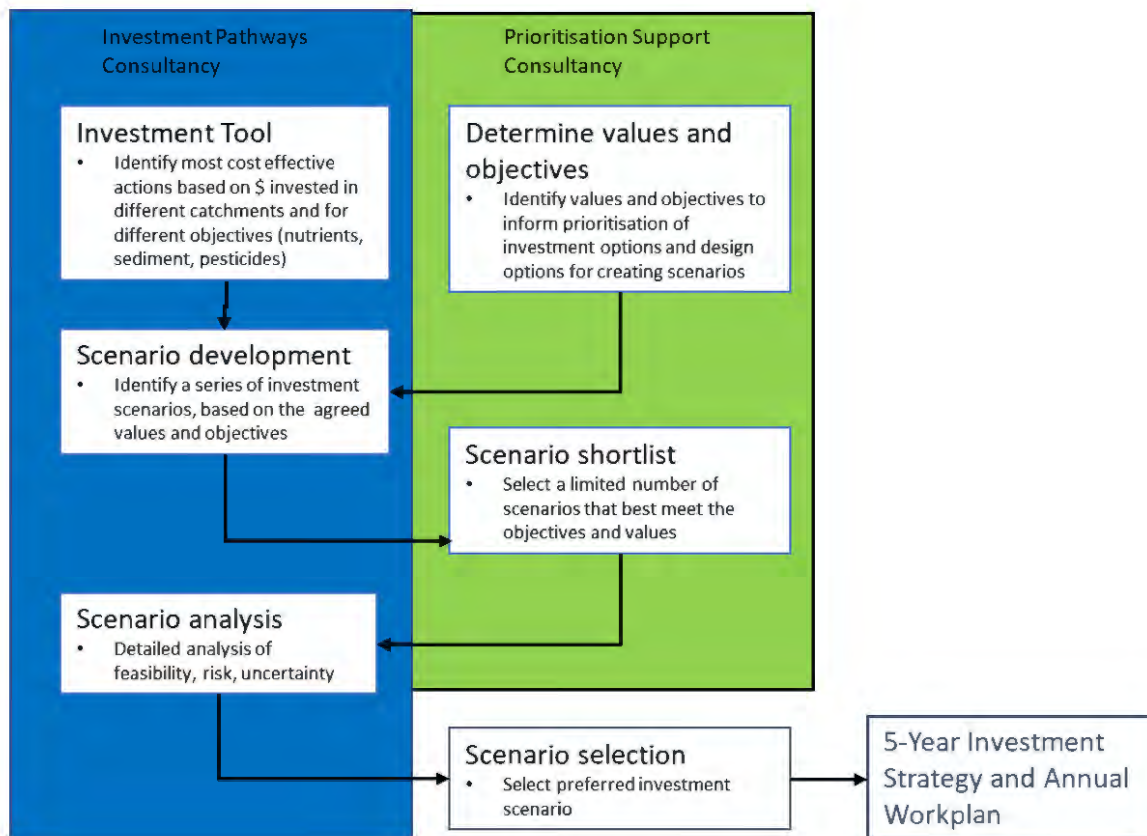 Investment Pathways
Consultancy
Prioritisation Support
Consultancy
Investment Tool
• Identify most cost effective
actions based on $ invested in
different catchments and for
different objectives (nutrients,
sediment, pesticides)
Determine values and
objectives
• Identify values and objectives to
inform prioritisation of
investment options and design
options for creating scenarios
Scenario development
• Identify a series of investment
scenarios, based on the agreed
values and objectives
Scenario shortlist
• Select a limited number of
scenarios that best meet the
objectives and values
Scenario analysis
• Detailed analysis of
feasibility, risk, uncertainty
Scenario selection
• Select preferred investment
scenario
5-Year Investment
Strategy and Annual
Workplan